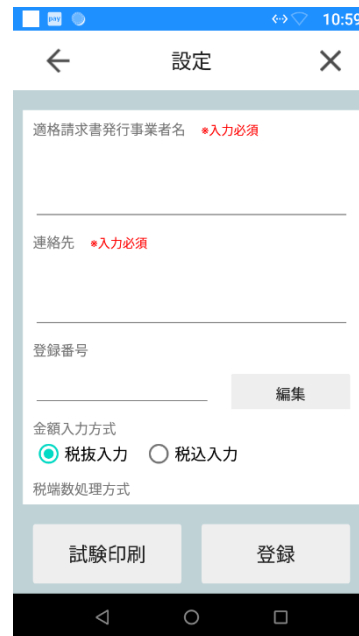 pay
10:59
設定
適格請求書発行事業者名 *入力必須
連絡先 *入力必須
登録番号
編集
金額入力方式
税抜入力 税込入力
税端数処理方式
試験印刷 登録